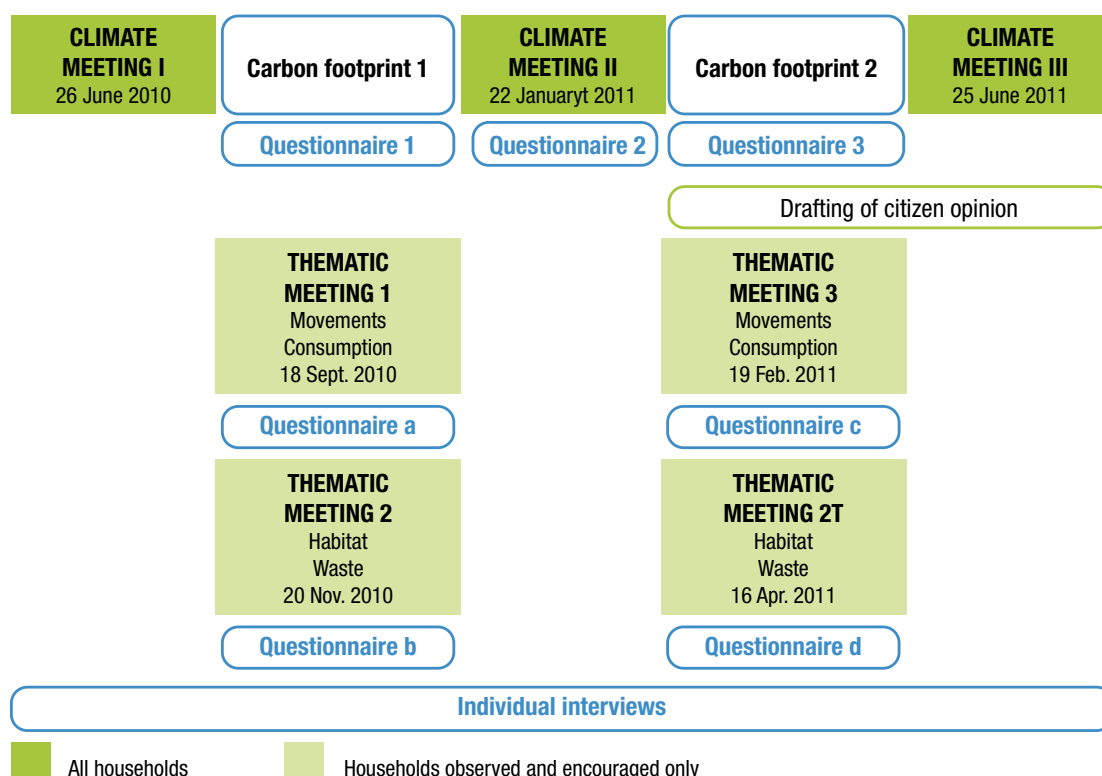 CLIMATE
MEETING I
26 June 2010
Carbon footprint 1
CLIMATE
MEETING II
22 Januaryt 2011
Carbon footprint 2
CLIMATE
MEETING III
25 June 2011
Questionnaire 1
Questionnaire 2
Questionnaire 3
Drafting of citizen opinion
THEMATIC
MEETING 1
Movements
Consumption
18 Sept. 2010
THEMATIC
MEETING 3
Movements
Consumption
19 Feb. 2011
Questionnaire a
Questionnaire c
THEMATIC
MEETING 2
Habitat
Waste
20 Nov. 2010
THEMATIC
MEETING 2T
Habitat
Waste
16 Apr. 2011
Questionnaire b
Questionnaire d
Individual interviews
All households
Households observed and encouraged only